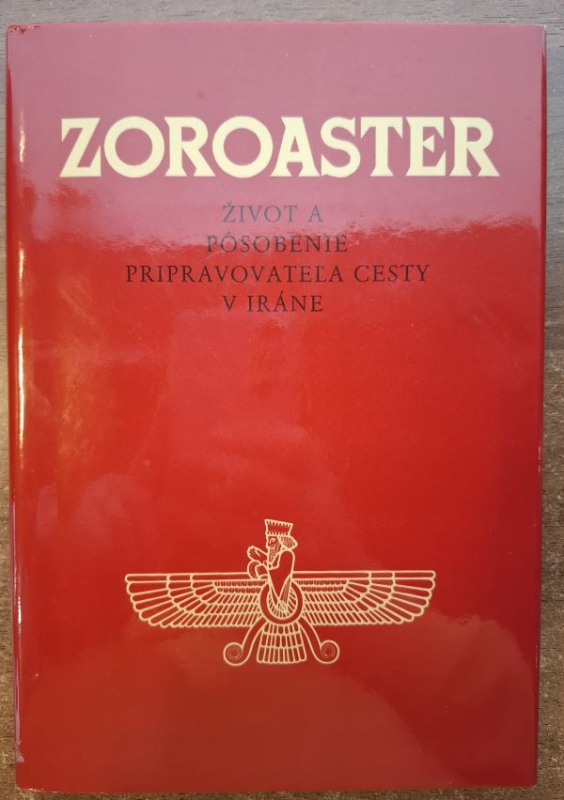 ZOROASTER
ŽIVOT A
PÔSOBENIE
PRIPRAVOVATEĽA CESTY
V IRÁNE